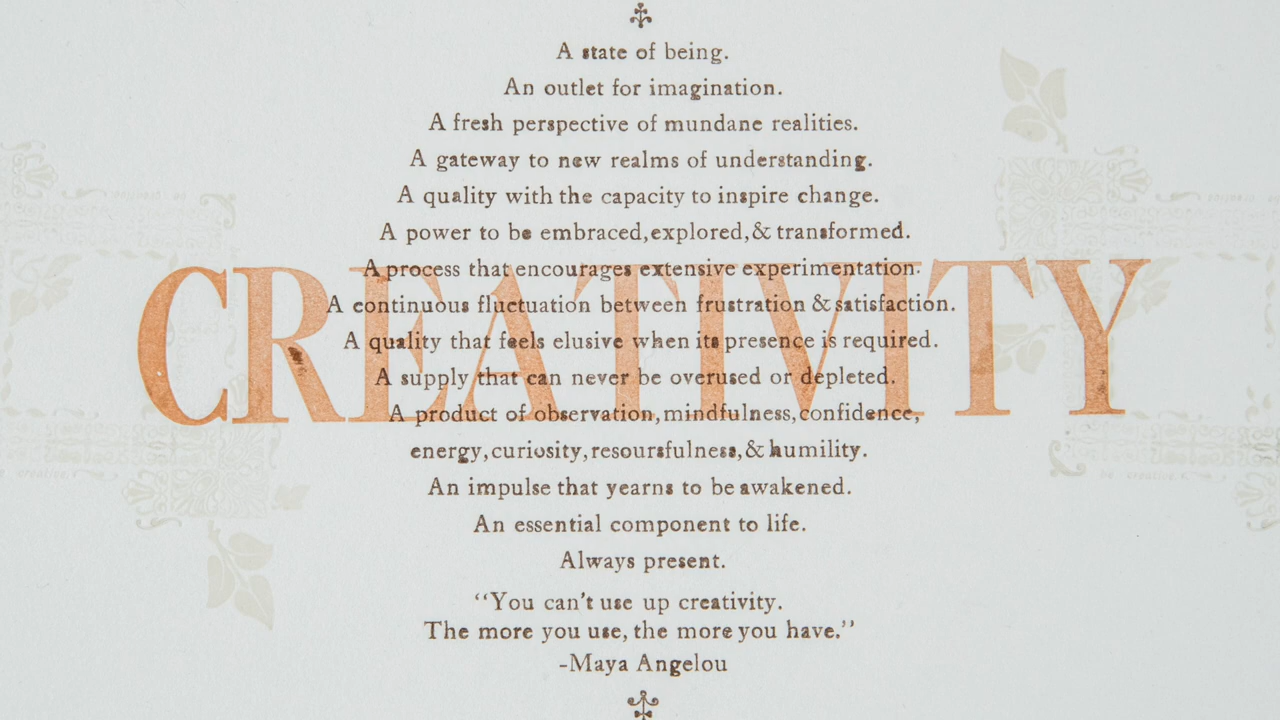 A state of being.
An outlet for imagination.
A fresh perspective of mundane realities.
A gateway to new realms of understanding.
A quality with the capacity to inspire change.
A power to be embraced, explored, & transformed.
CREATIVITY
A process that encourages extensive experimentation.
A continuous fluctuation between frustration & satisfaction.
A quality that feels elusive when its presence is required.
A supply that can never be overused or depleted.
A product of observation, mindfulness, confidence,
energy, curiosity, resoursfulness, & humility.
An impulse that yearns to be awakened.
An essential component to life.
Always present.
“You can't use up creativity.
The more you use, the more you have.”
-Maya Angelou